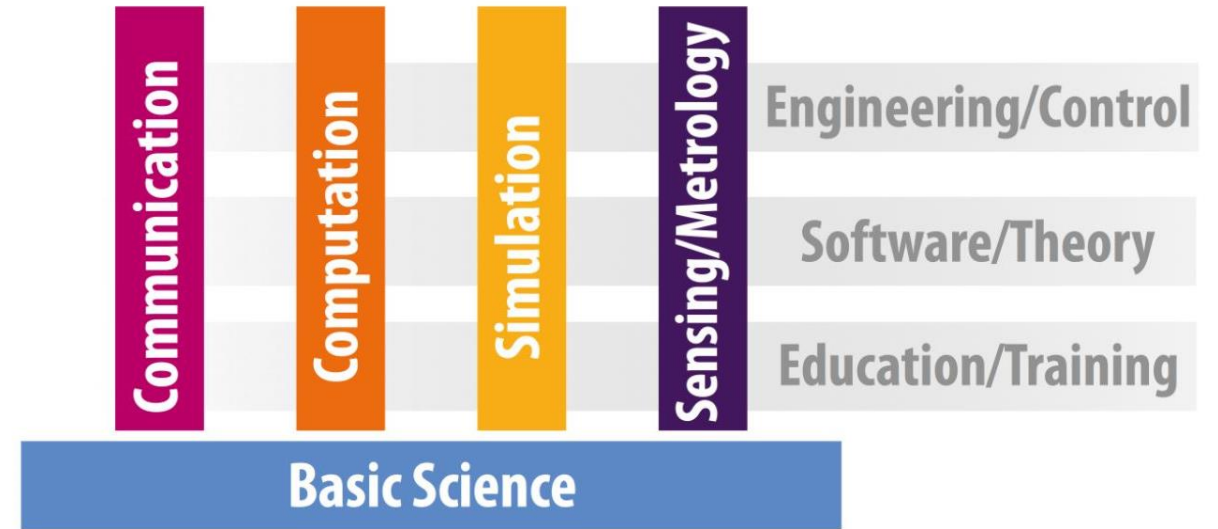 Communication
Computation
Simulation
Sensing/Metrology
Engineering/Control
Software/Theory
Education/Training
Basic Science